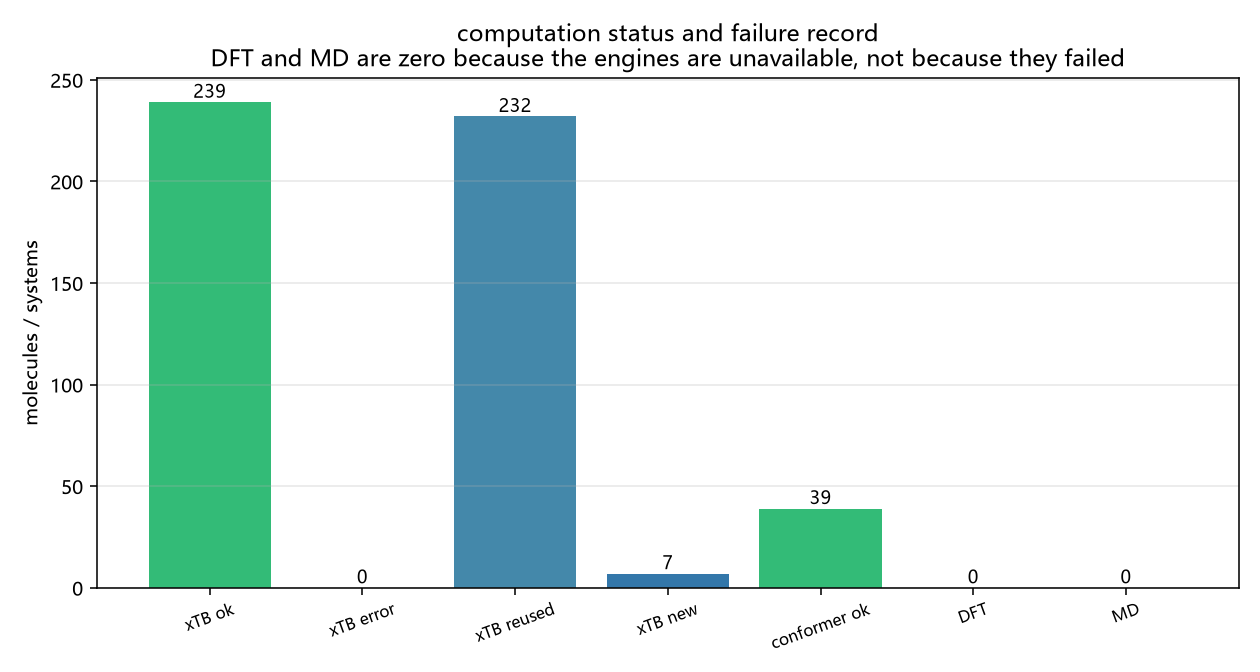 computation status and failure record
DFT and MD are zero because the engines are unavailable, not because they failed
molecules / systems
250
200
150
100
50
0
239
0
232
7
39
0
0
xTB ok
xTB error
xTB reused
xTB new
conformer ok
DFT
MD